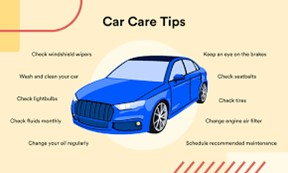 Car Care Tips
Check windshield wipers
Keep an eye on the brakes
Wash and clean your car
Check seatbelts
Check lightbulbs
Check tires
Check fluids monthly
Change engine air filter
Change your oil regularly
Schedule recommended maintenance